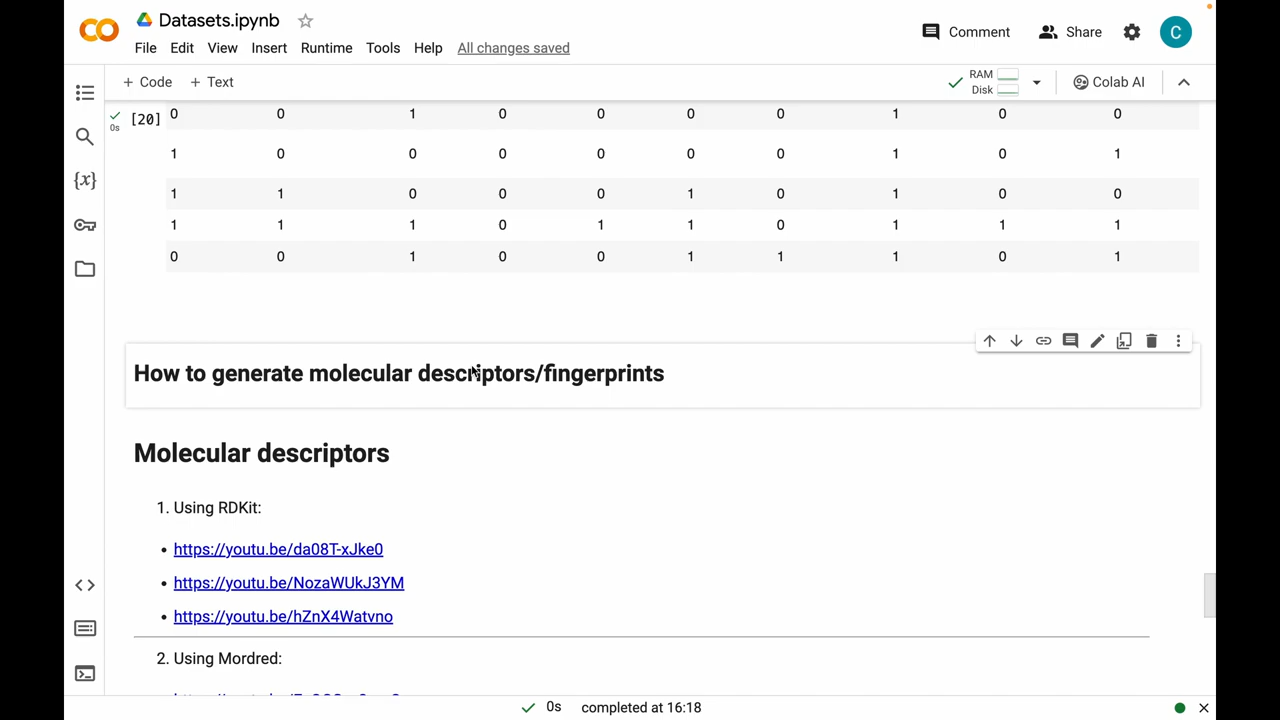 Datasets.ipynb
File Edit View Insert Runtime Tools Help All changes saved
Comment Share C
+ Code + Text
RAM
Disk
Colab AI
0s [20] 0 0 1 0 0 0 0 1 0 0
1 0 0 0 0 0 0 1 0 1
1 1 0 0 0 1 0 1 0 0
1 1 1 0 1 1 0 1 1 1
0 0 1 0 0 1 1 1 0 1
How to generate molecular descriptors/fingerprints
Molecular descriptors
1. Using RDKit:
• https://youtu.be/da08T-xJke0
• https://youtu.be/NozaWUkJ3YM
• https://youtu.be/hZnX4Watvno
2. Using Mordred:
0s completed at 16:18